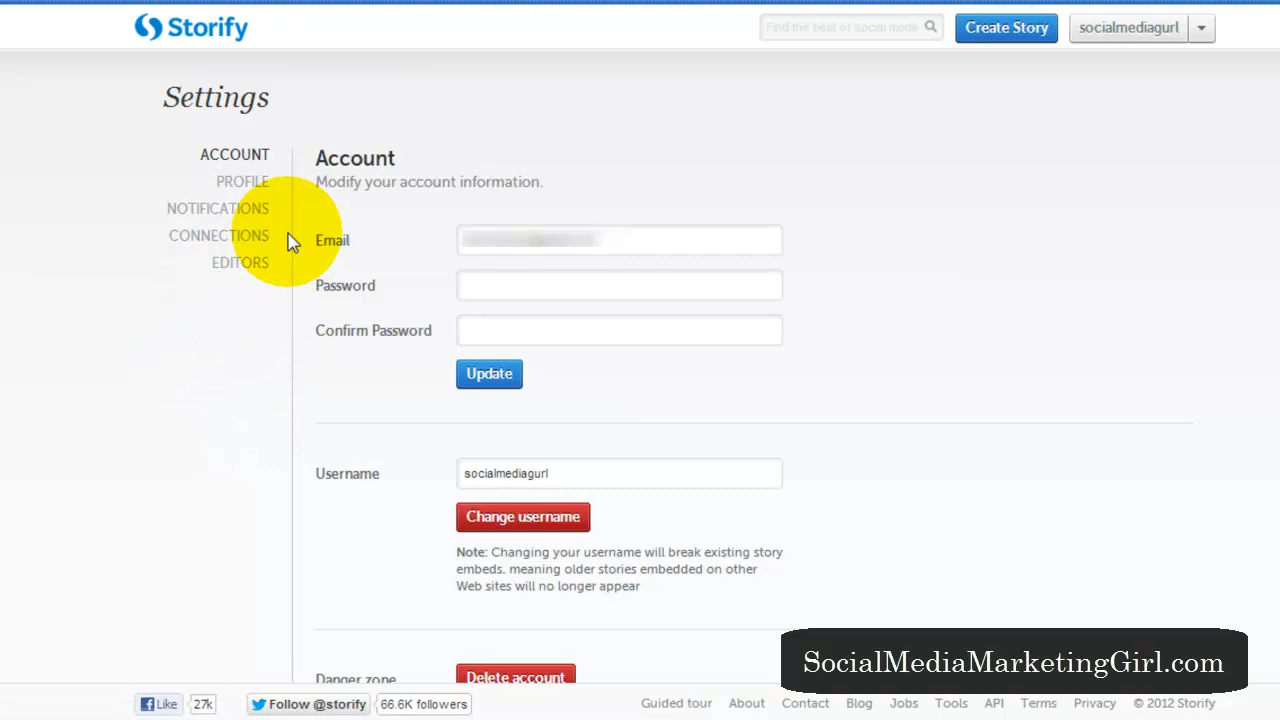 Storify
Find the best of social media
Create Story
socialmediagurl
Settings
ACCOUNT
PROFILE
NOTIFICATIONS
CONNECTIONS
EDITORS
Account
Modify your account information.
Email
Password
Confirm Password
Update
Username
socialmediagurl
Change username
Note: Changing your username will break existing story
embeds, meaning older stories embedded on other
Web sites will no longer appear
Danger zone
Delete account
SocialMediaMarketingGirl.com
Like 27k Follow @storify 66.6K followers Guided tour About Contact Blog Jobs Tools API Terms Privacy © 2012 Storify